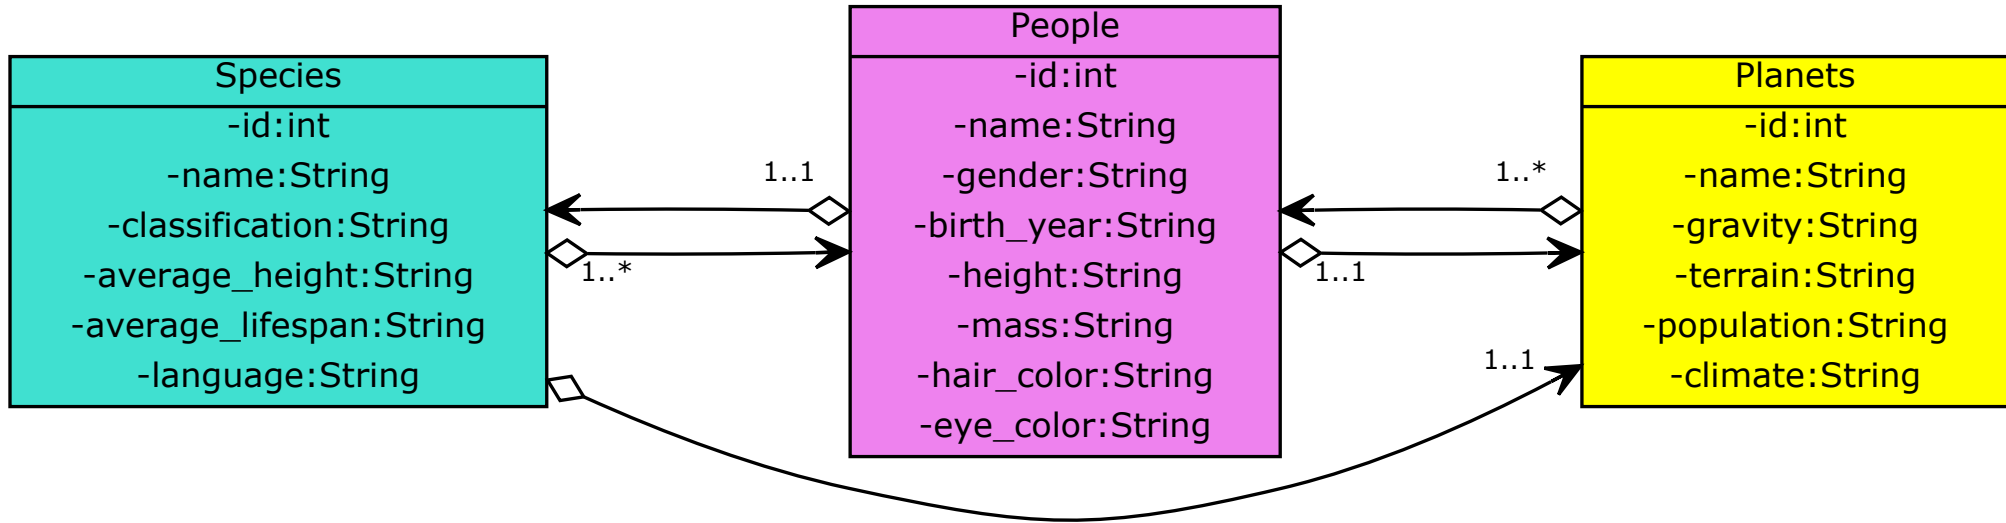 Species
-id:int
-name:String
-classification:String
-average_height:String
-average_lifespan:String
-language:String
1..1
1..*
People
-id:int
-name:String
-gender:String
-birth_year:String
-height:String
-mass:String
-hair_color:String
-eye_color:String
1..*
1..1
1..1
Planets
-id:int
-name:String
-gravity:String
-terrain:String
-population:String
-climate:String